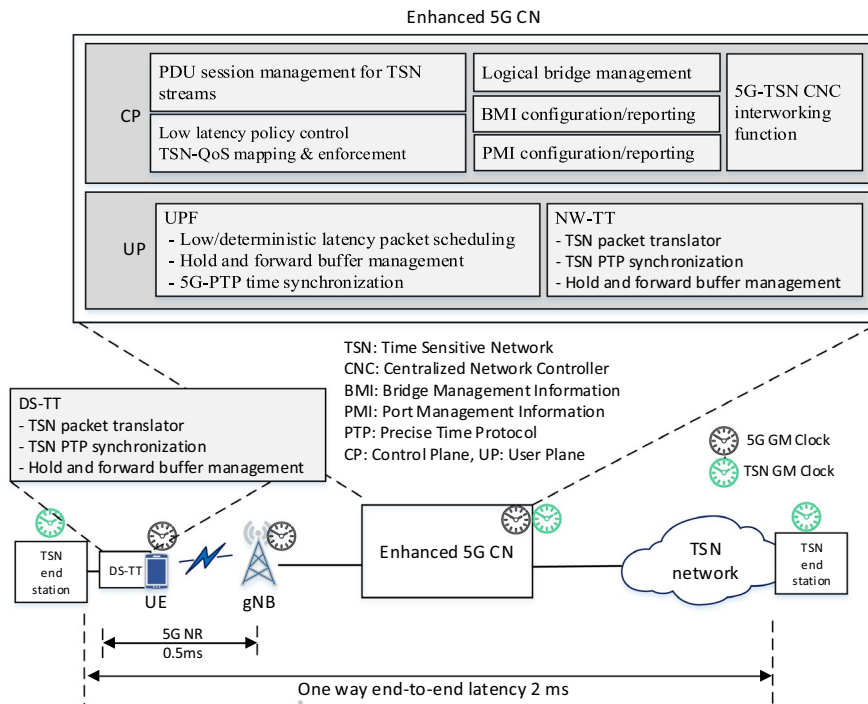 Enhanced 5G CN
CP
PDU session management for TSN
streams
Low latency policy control
TSN-QoS mapping & enforcement
Logical bridge management
BMI configuration/reporting
PMI configuration/reporting
5G-TSN CNC
interworking
function
UP
UPF
- Low/deterministic latency packet scheduling
- Hold and forward buffer management
- 5G-PTP time synchronization
NW-TT
- TSN packet translator
- TSN PTP synchronization
- Hold and forward buffer management
TSN: Time Sensitive Network
CNC: Centralized Network Controller
BMI: Bridge Management Information
PMI: Port Management Information
PTP: Precise Time Protocol
CP: Control Plane, UP: User Plane
DS-TT
- TSN packet translator
- TSN PTP synchronization
- Hold and forward buffer management
5G GM Clock
TSN GM Clock
TSN
end
station
DS-TT
UE
gNB
Enhanced 5G CN
TSN
network
TSN
end
station
5G NR
0.5ms
One way end-to-end latency 2 ms